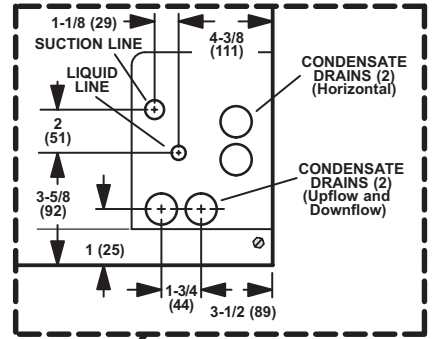 1-1/8 (29)
4-3/8
(111)
SUCTION LINE
LIQUID
LINE
CONDENSATE
DRAINS (2)
(Horizontal)
2
(51)
3-5/8
(92)
CONDENSATE
DRAINS (2)
(Upflow and
Downflow)
1 (25)
1-3/4
(44)
3-1/2 (89)